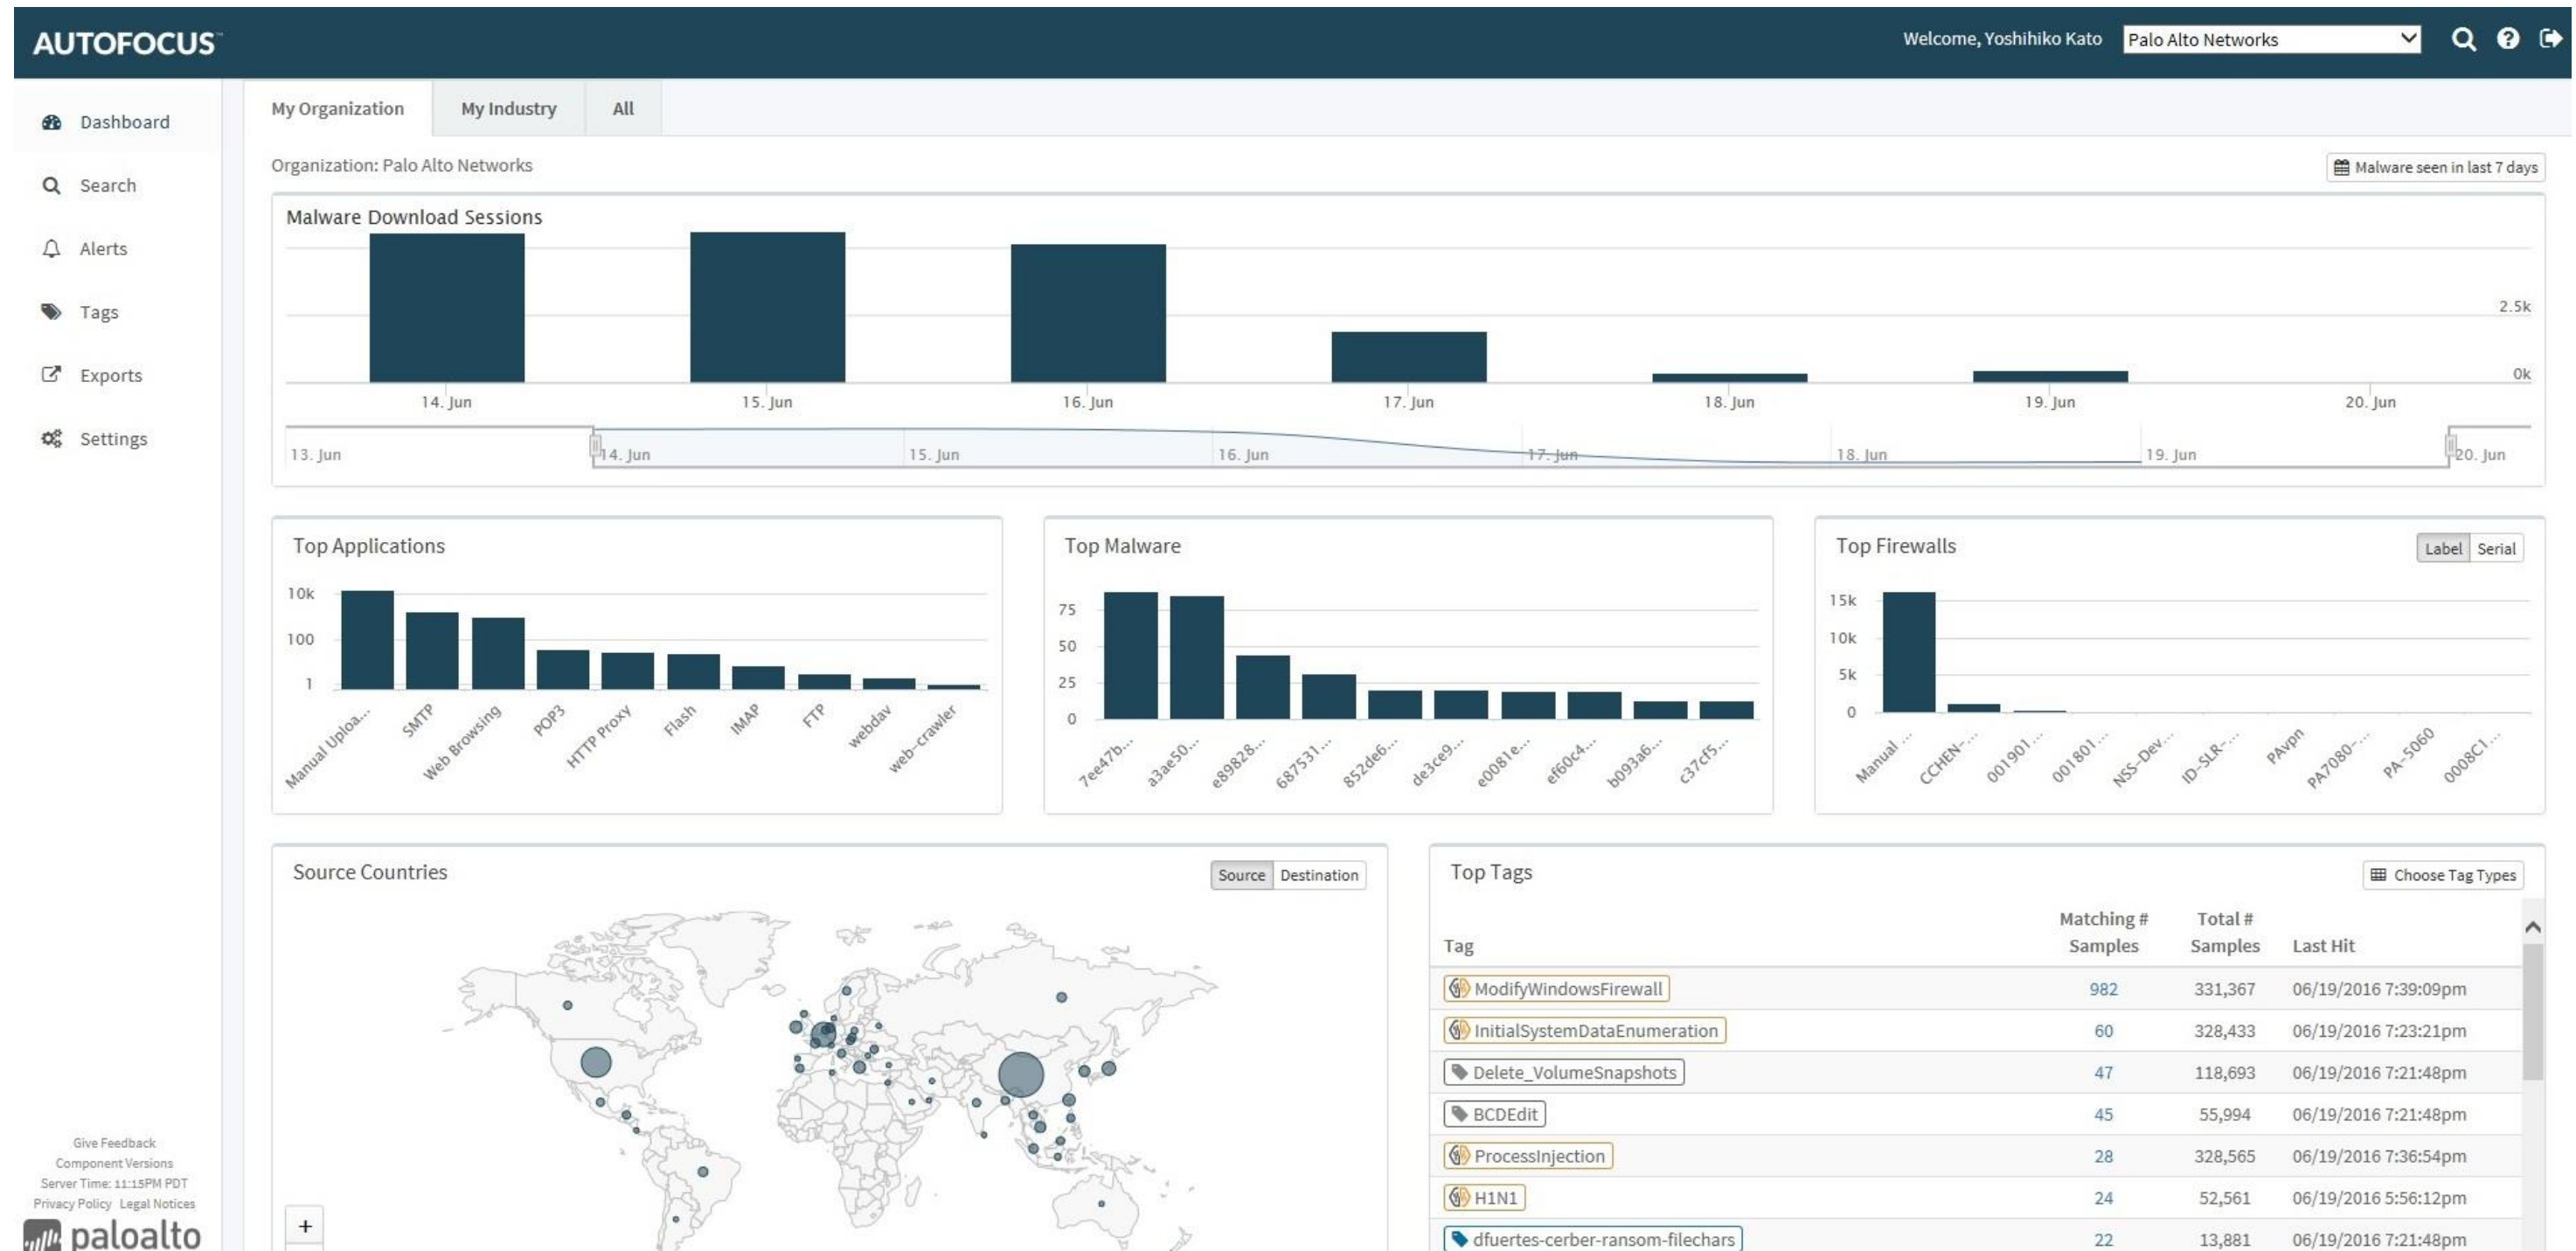 AUTOFOCUS
Welcome, Yoshihiko Kato
Palo Alto Networks
Dashboard
Search
Alerts
Tags
Exports
Settings
My Organization My Industry All
Organization: Palo Alto Networks
Malware seen in last 7 days
Malware Download Sessions
2.5k
0k
14. Jun 15. Jun 16. Jun 17. Jun 18. Jun 19. Jun 20. Jun
13. Jun 14. Jun 15. Jun 16. Jun 17. Jun 18. Jun 19. Jun 20. Jun
Top Applications
10k
100
1
Manual Uploa... SMTP Web Browsing POP3 HTTP Proxy Flash IMAP FTP webdav web-crawler
Top Malware
75
50
25
0
7ee47b... a3ae50... e89828... 687531... 852de6... de3ce9... e0081e... ef60c4... b093a6... c37cf5...
Top Firewalls
Label Serial
15k
10k
5k
0
Manual ... CCHEN-... 001901... 001801... NSS-Dev... ID-SLR-... PAvpn PA7080-... PA-5060 0008C1...
Source Countries
Source Destination
+
Top Tags
Choose Tag Types
Tag Matching # Samples Total # Samples Last Hit
ModifyWindowsFirewall 982 331,367 06/19/2016 7:39:09pm
InitialSystemDataEnumeration 60 328,433 06/19/2016 7:23:21pm
Delete_VolumeSnapshots 47 118,693 06/19/2016 7:21:48pm
BCDEdit 45 55,994 06/19/2016 7:21:48pm
ProcessInjection 28 328,565 06/19/2016 7:36:54pm
H1N1 24 52,561 06/19/2016 5:56:12pm
dfuertes-cerber-ransom-filechars 22 13,881 06/19/2016 7:21:48pm
Give Feedback
Component Versions
Server Time: 11:15PM PDT
Privacy Policy Legal Notices
paloalto